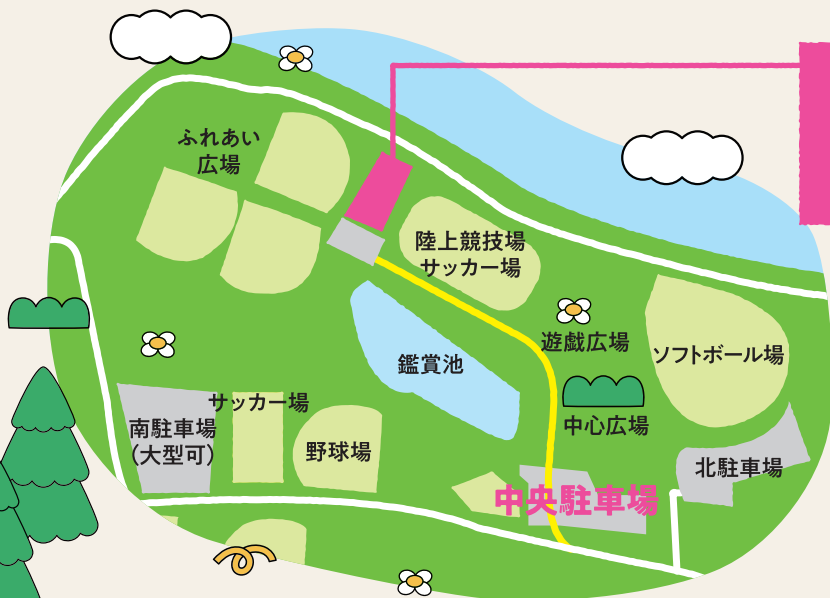 ふれあい
広場
陸上競技場
サッカー場
遊戯広場
ソフトボール場
鑑賞池
サッカー場
中心広場
南駐車場
(大型可)
野球場
北駐車場
中央駐車場